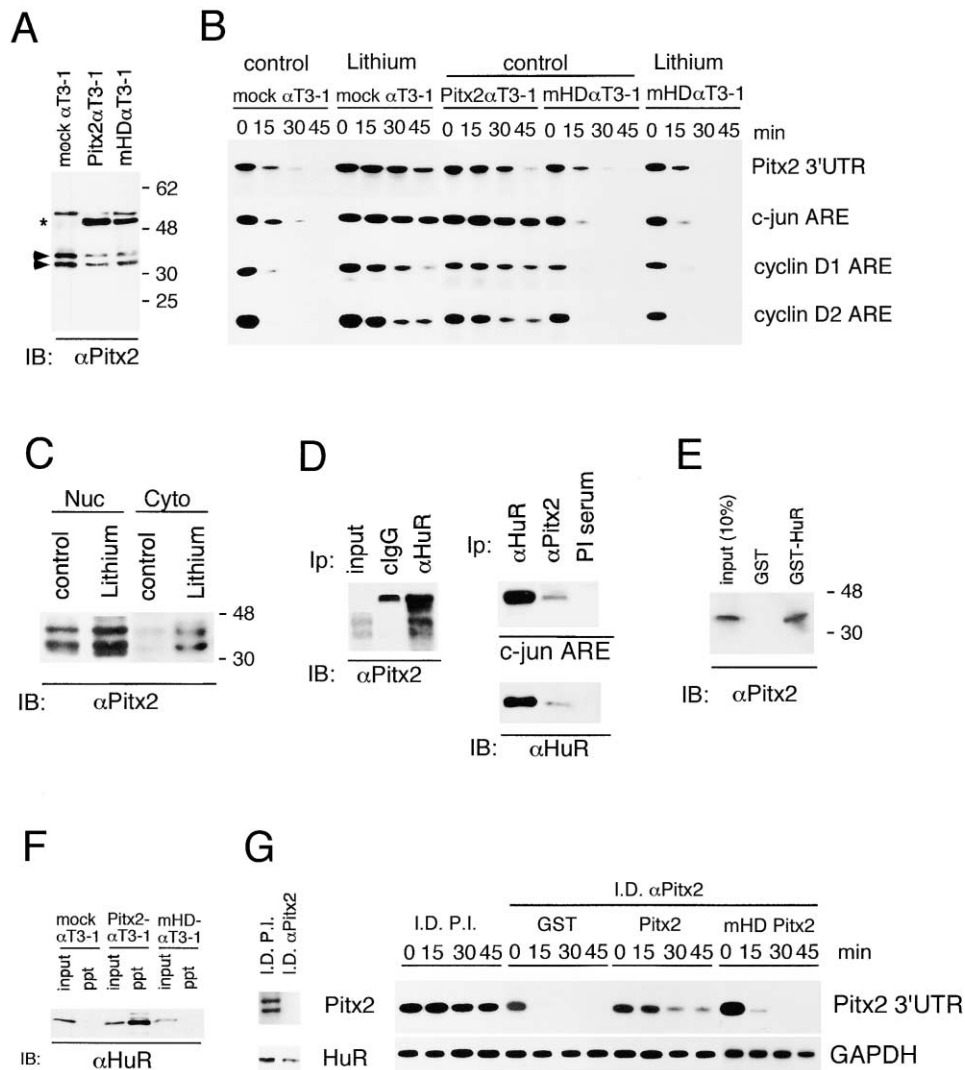 A
mock αT3-1
Pitx2αT3-1
mHDαT3-1
*
- 62
- 48
- 30
- 25
IB: αPitx2
B
control Lithium control Lithium
mock αT3-1 mock αT3-1 Pitx2αT3-1 mHDαT3-1 mHDαT3-1
0 15 30 45 0 15 30 45 0 15 30 45 0 15 30 45 0 15 30 45 min
Pitx2 3'UTR
c-jun ARE
cyclin D1 ARE
cyclin D2 ARE
C
Nuc Cyto
control Lithium control Lithium
- 48
- 30
IB: αPitx2
D
Ip: input cIgG αHuR
IB: αPitx2
Ip: αHuR αPitx2 PI serum
c-jun ARE
IB: αHuR
E
input (10%) GST GST-HuR
- 48
- 30
IB: αPitx2
F
mock Pitx2- mHD-
αT3-1 αT3-1 αT3-1
input ppt input ppt input ppt
IB: αHuR
G
I.D. P.I.
I.D. αPitx2
Pitx2
HuR
I.D. αPitx2
I.D. P.I. GST Pitx2 mHD Pitx2
0 15 30 45 0 15 30 45 0 15 30 45 0 15 30 45 min
Pitx2 3'UTR
GAPDH